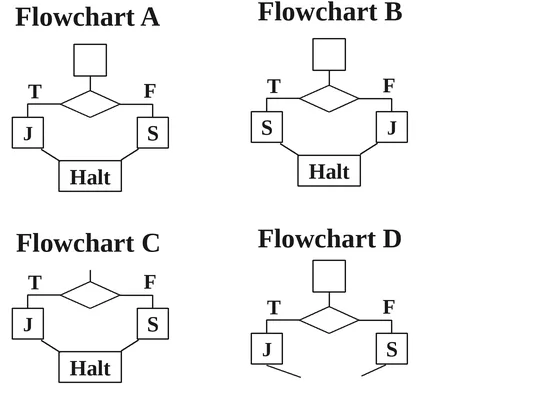 Flowchart A
T F
J S
Halt
Flowchart B
T F
S J
Halt
Flowchart C
T F
J S
Halt
Flowchart D
T F
J S